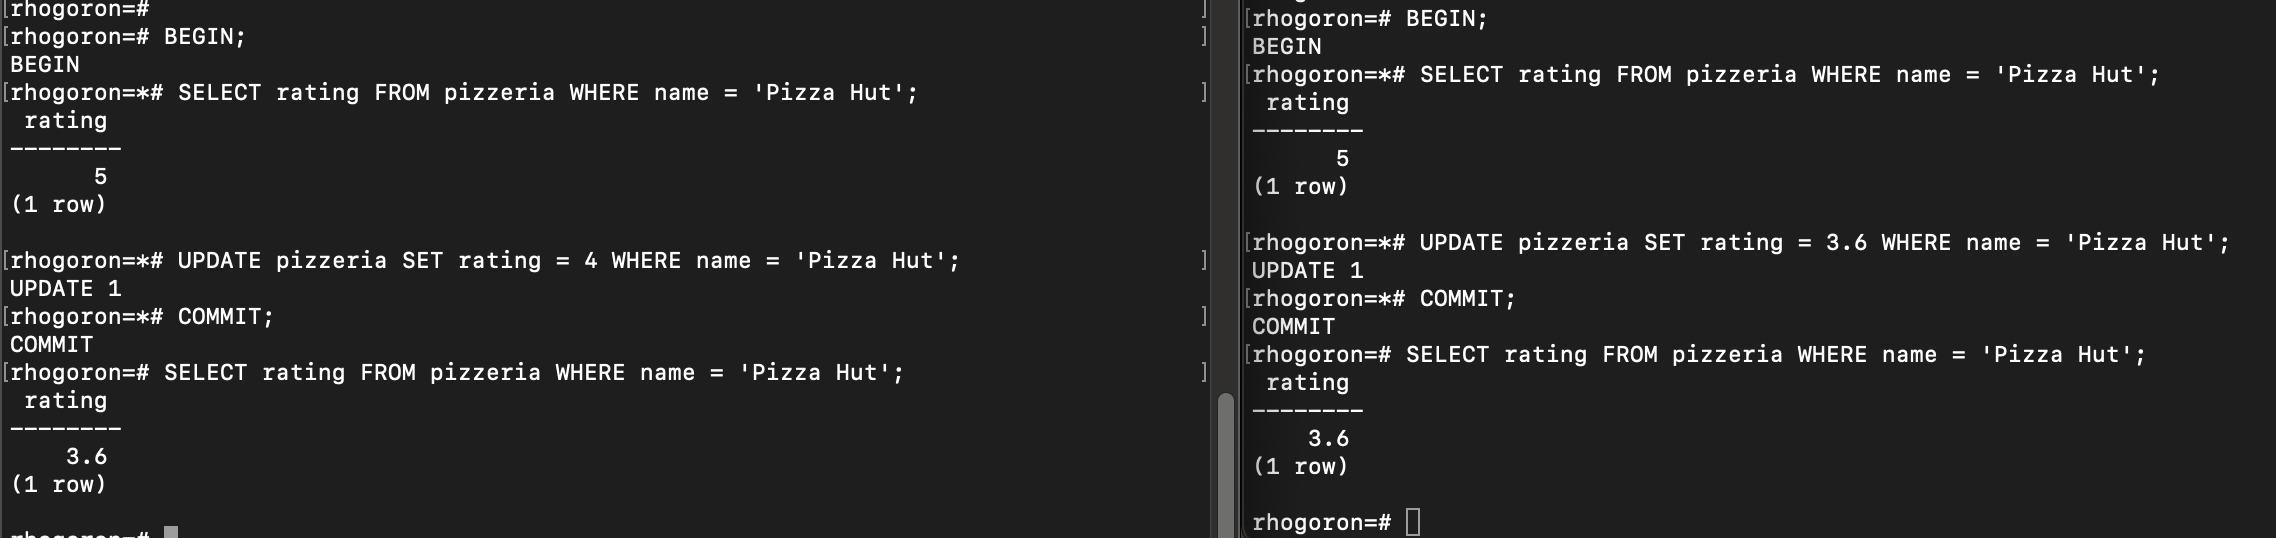 [rhogoron=#
[rhogoron=# BEGIN; ]
BEGIN
[rhogoron=*# SELECT rating FROM pizzeria WHERE name = 'Pizza Hut'; ]
rating
--------
5
(1 row)
[rhogoron=*# UPDATE pizzeria SET rating = 4 WHERE name = 'Pizza Hut'; ]
UPDATE 1
[rhogoron=*# COMMIT; ]
COMMIT
[rhogoron=# SELECT rating FROM pizzeria WHERE name = 'Pizza Hut'; ]
rating
--------
3.6
(1 row)
rhogoron=#
[rhogoron=# BEGIN;
BEGIN
[rhogoron=*# SELECT rating FROM pizzeria WHERE name = 'Pizza Hut';
rating
--------
5
(1 row)
[rhogoron=*# UPDATE pizzeria SET rating = 3.6 WHERE name = 'Pizza Hut';
UPDATE 1
[rhogoron=*# COMMIT;
COMMIT
[rhogoron=# SELECT rating FROM pizzeria WHERE name = 'Pizza Hut';
rating
--------
3.6
(1 row)
rhogoron=#